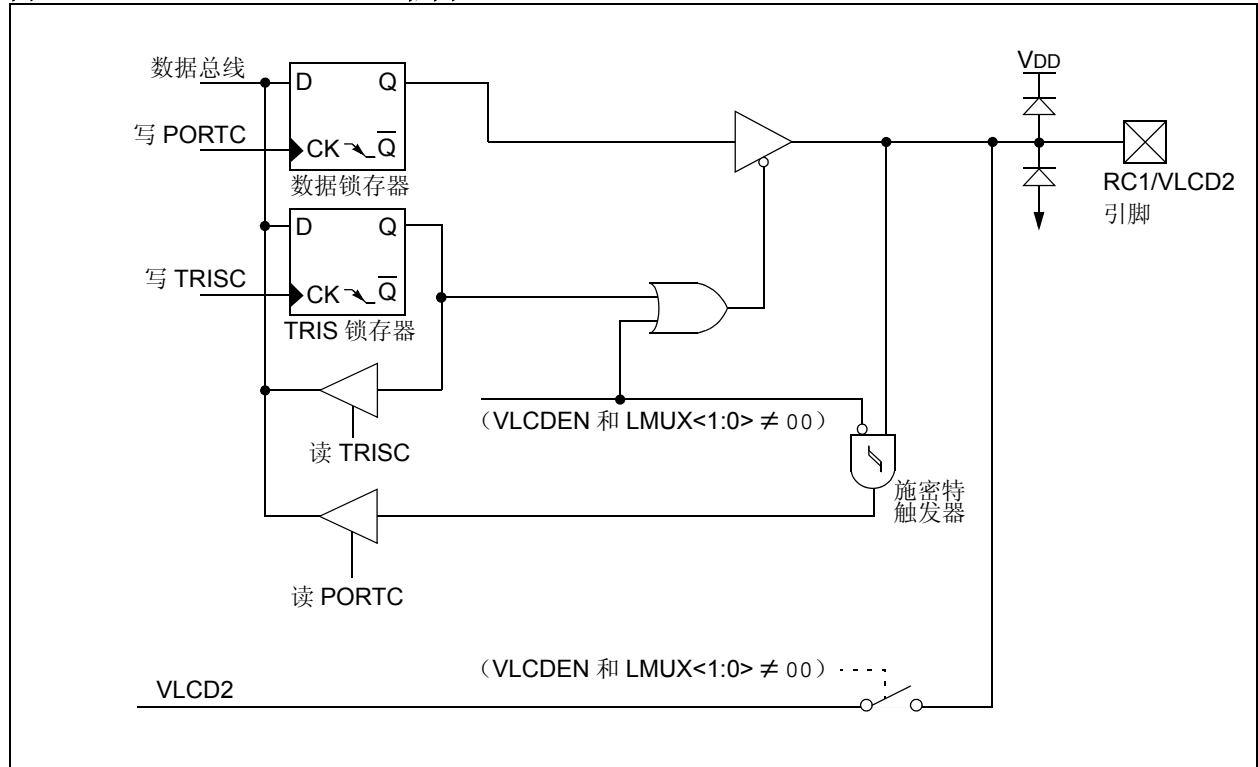 数据总线
D
Q
VDD
写 PORTC
CK
Q
数据锁存器
RC1/VLCD2
引脚
D
Q
写 TRISC
CK
Q
TRIS 锁存器
（VLCDEN 和 LMUX<1:0> ≠ 00）
读 TRISC
施密特
触发器
读 PORTC
（VLCDEN 和 LMUX<1:0> ≠ 00）
VLCD2